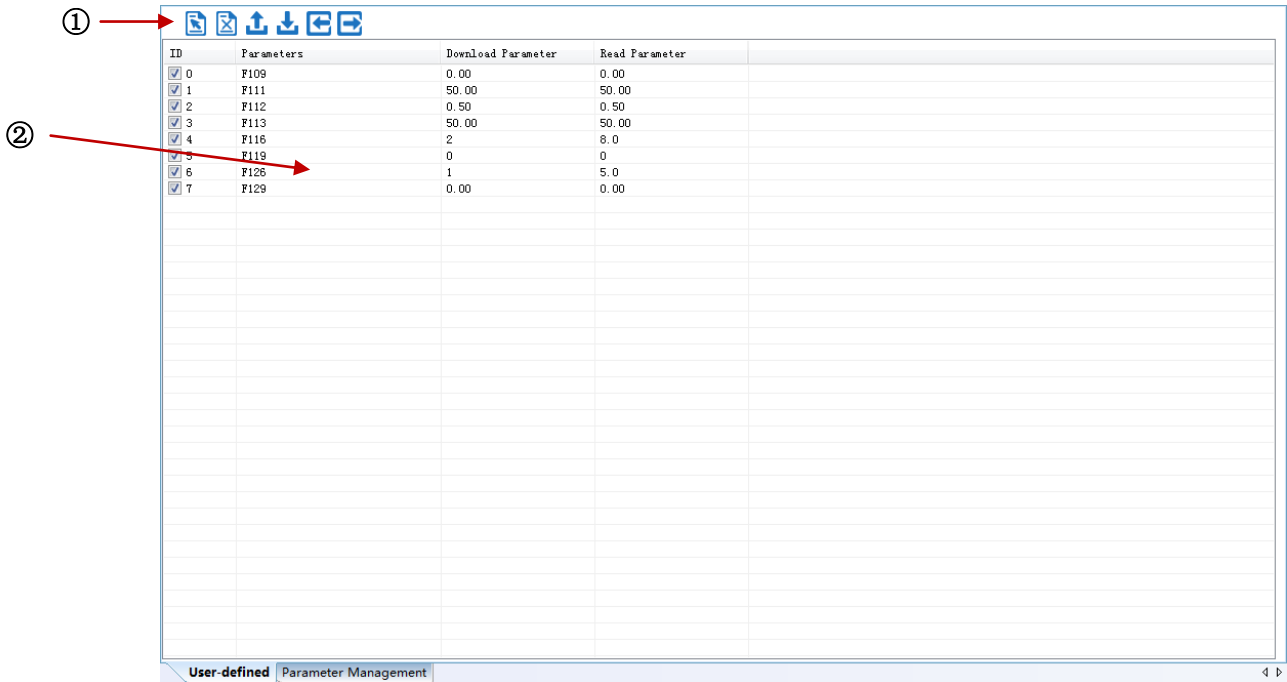 ①
ID Parameters Download Parameter Read Parameter
0 F109 0.00 0.00
1 F111 50.00 50.00
2 F112 0.50 0.50
3 F113 50.00 50.00
②
4 F116 2 8.0
5 F119 0 0
6 F126 1 5.0
7 F129 0.00 0.00
User-defined Parameter Management